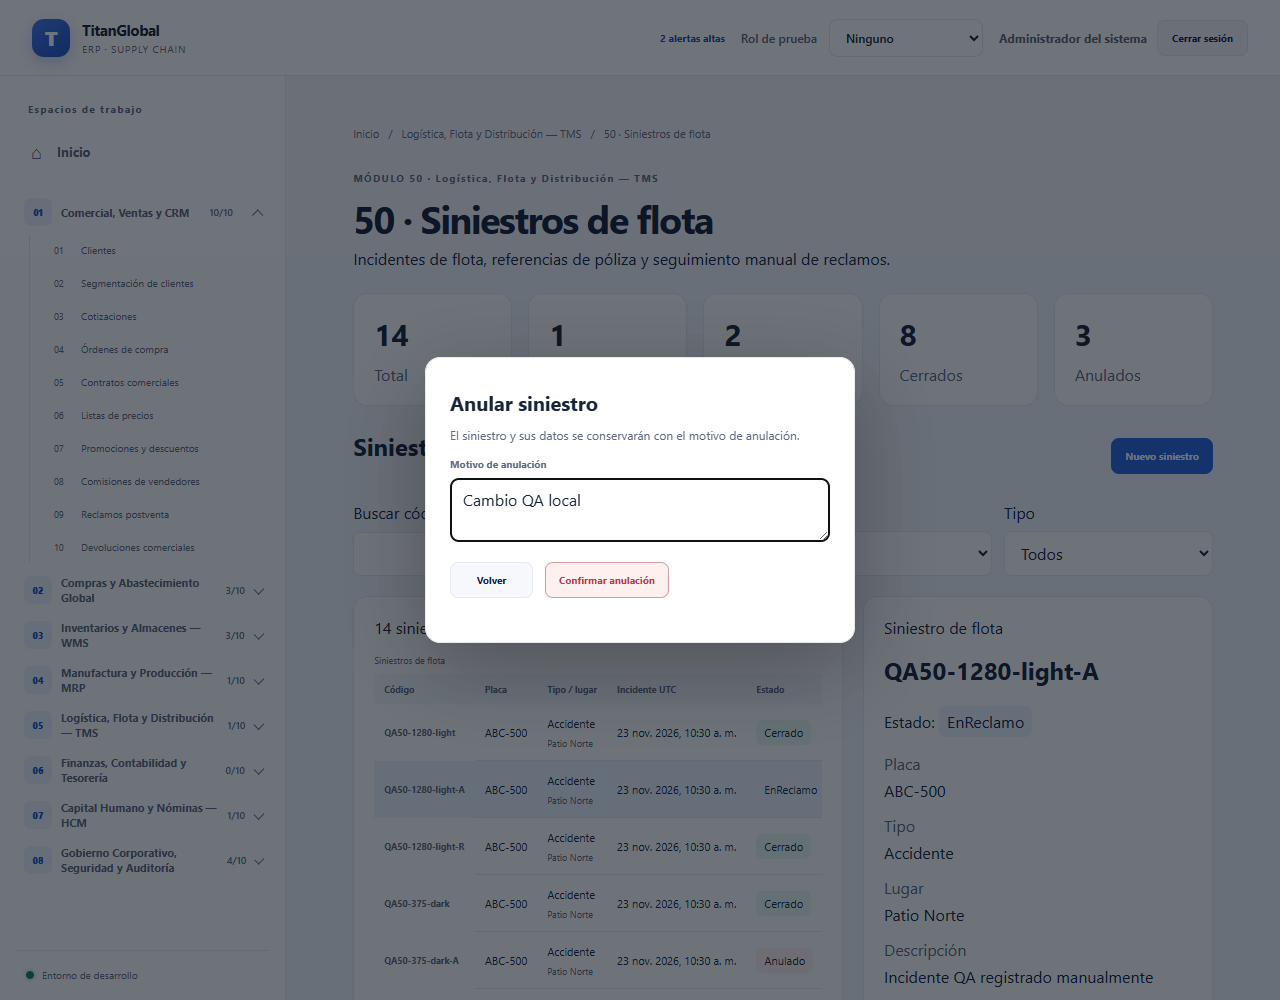 T
TitanGlobal
ERP · SUPPLY CHAIN
2 alertas altas
Rol de prueba
Ninguno
Administrador del sistema
Cerrar sesión
Espacios de trabajo
Inicio
01 Comercial, Ventas y CRM 10/10
01 Clientes
02 Segmentación de clientes
03 Cotizaciones
04 Órdenes de compra
05 Contratos comerciales
06 Listas de precios
07 Promociones y descuentos
08 Comisiones de vendedores
09 Reclamos postventa
10 Devoluciones comerciales
02 Compras y Abastecimiento Global 3/10
03 Inventarios y Almacenes — WMS 3/10
04 Manufactura y Producción — MRP 1/10
05 Logística, Flota y Distribución — TMS 1/10
06 Finanzas, Contabilidad y Tesorería 0/10
07 Capital Humano y Nóminas — HCM 1/10
08 Gobierno Corporativo, Seguridad y Auditoría 4/10
Entorno de desarrollo
Inicio / Logística, Flota y Distribución — TMS / 50 · Siniestros de flota
MÓDULO 50 · Logística, Flota y Distribución — TMS
50 · Siniestros de flota
Incidentes de flota, referencias de póliza y seguimiento manual de reclamos.
14
Total
1
2
8
Cerrados
3
Anulados
Nuevo siniestro
Tipo
Todos
Anular siniestro
El siniestro y sus datos se conservarán con el motivo de anulación.
Motivo de anulación
Cambio QA local
Volver
Confirmar anulación
14
Siniestros de flota
Código Placa Tipo / lugar Incidente UTC Estado
QA50-1280-light ABC-500 Accidente Patio Norte 23 nov. 2026, 10:30 a. m. Cerrado
QA50-1280-light-A ABC-500 Accidente Patio Norte 23 nov. 2026, 10:30 a. m. EnReclamo
QA50-1280-light-R ABC-500 Accidente Patio Norte 23 nov. 2026, 10:30 a. m. Cerrado
QA50-375-dark ABC-500 Accidente Patio Norte 23 nov. 2026, 10:30 a. m. Cerrado
QA50-375-dark-A ABC-500 Accidente Patio Norte 23 nov. 2026, 10:30 a. m. Anulado
Siniestro de flota
QA50-1280-light-A
Estado: EnReclamo
Placa
ABC-500
Tipo
Accidente
Lugar
Patio Norte
Descripción
Incidente QA registrado manualmente